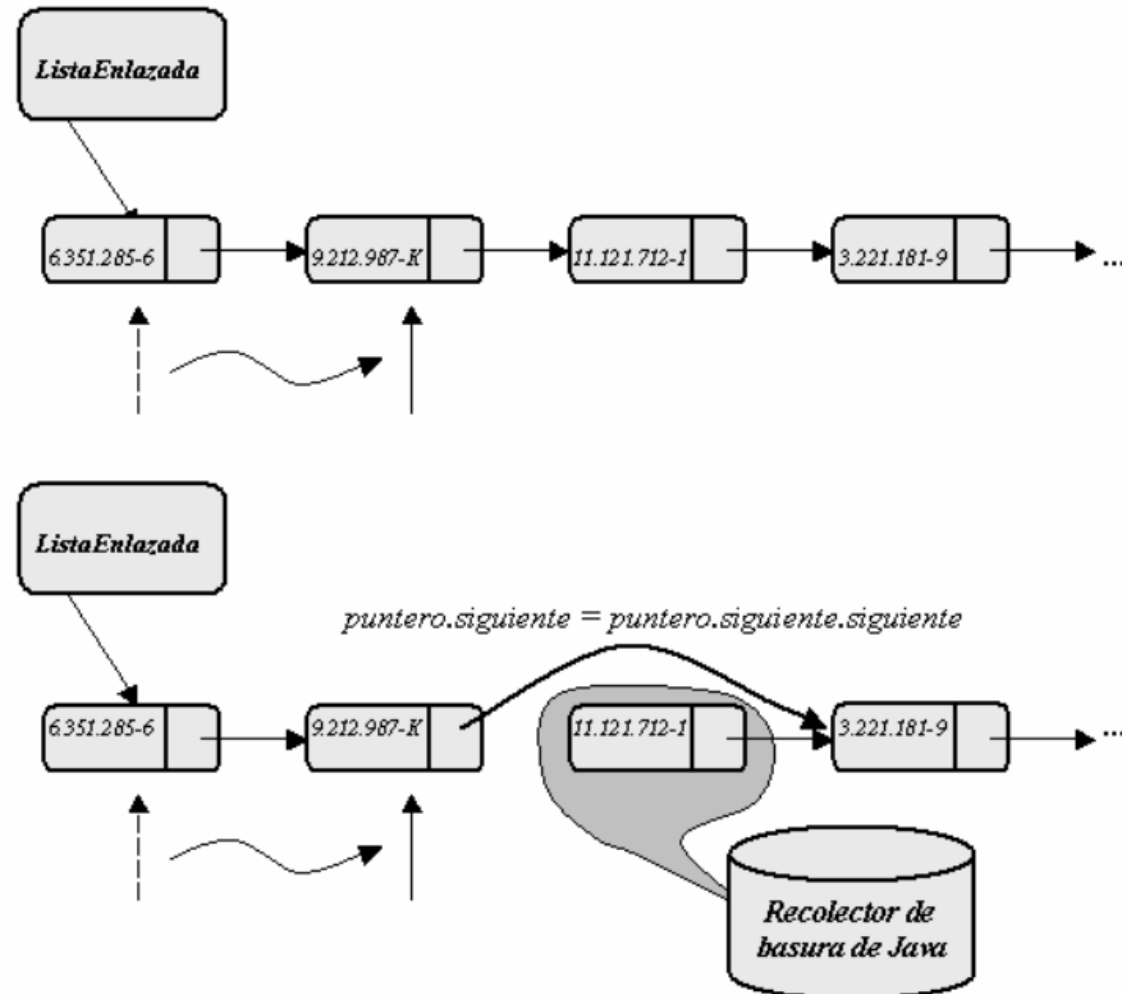 ListaEnlazada
6.351.285-6
9.212.987-K
11.121.712-1
3.221.181-9
...
ListaEnlazada
puntero.siguiente = puntero.siguiente.siguiente
6.351.285-6
9.212.987-K
11.121.712-1
3.221.181-9
...
Recolector de
basura de Java